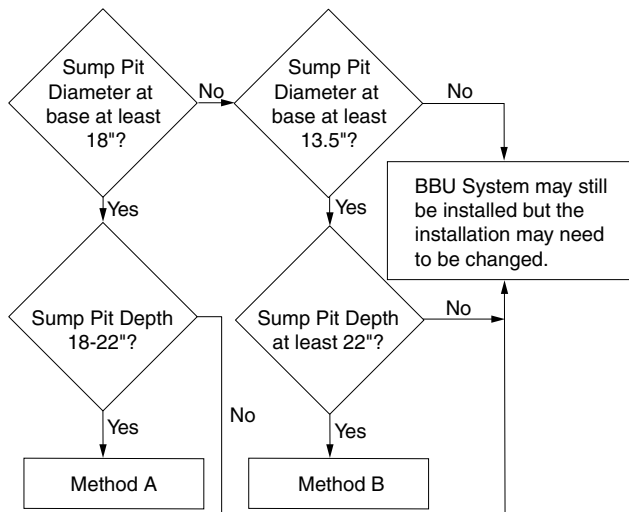 Sump Pit
Diameter at
base at least
18"?
No
Sump Pit
Diameter at
base at least
13.5"?
No
BBU System may still
be installed but the
installation may need
to be changed.
Yes
Yes
Sump Pit Depth
18-22"?
No
Sump Pit Depth
at least 22"?
No
Yes
Yes
Method A
Method B